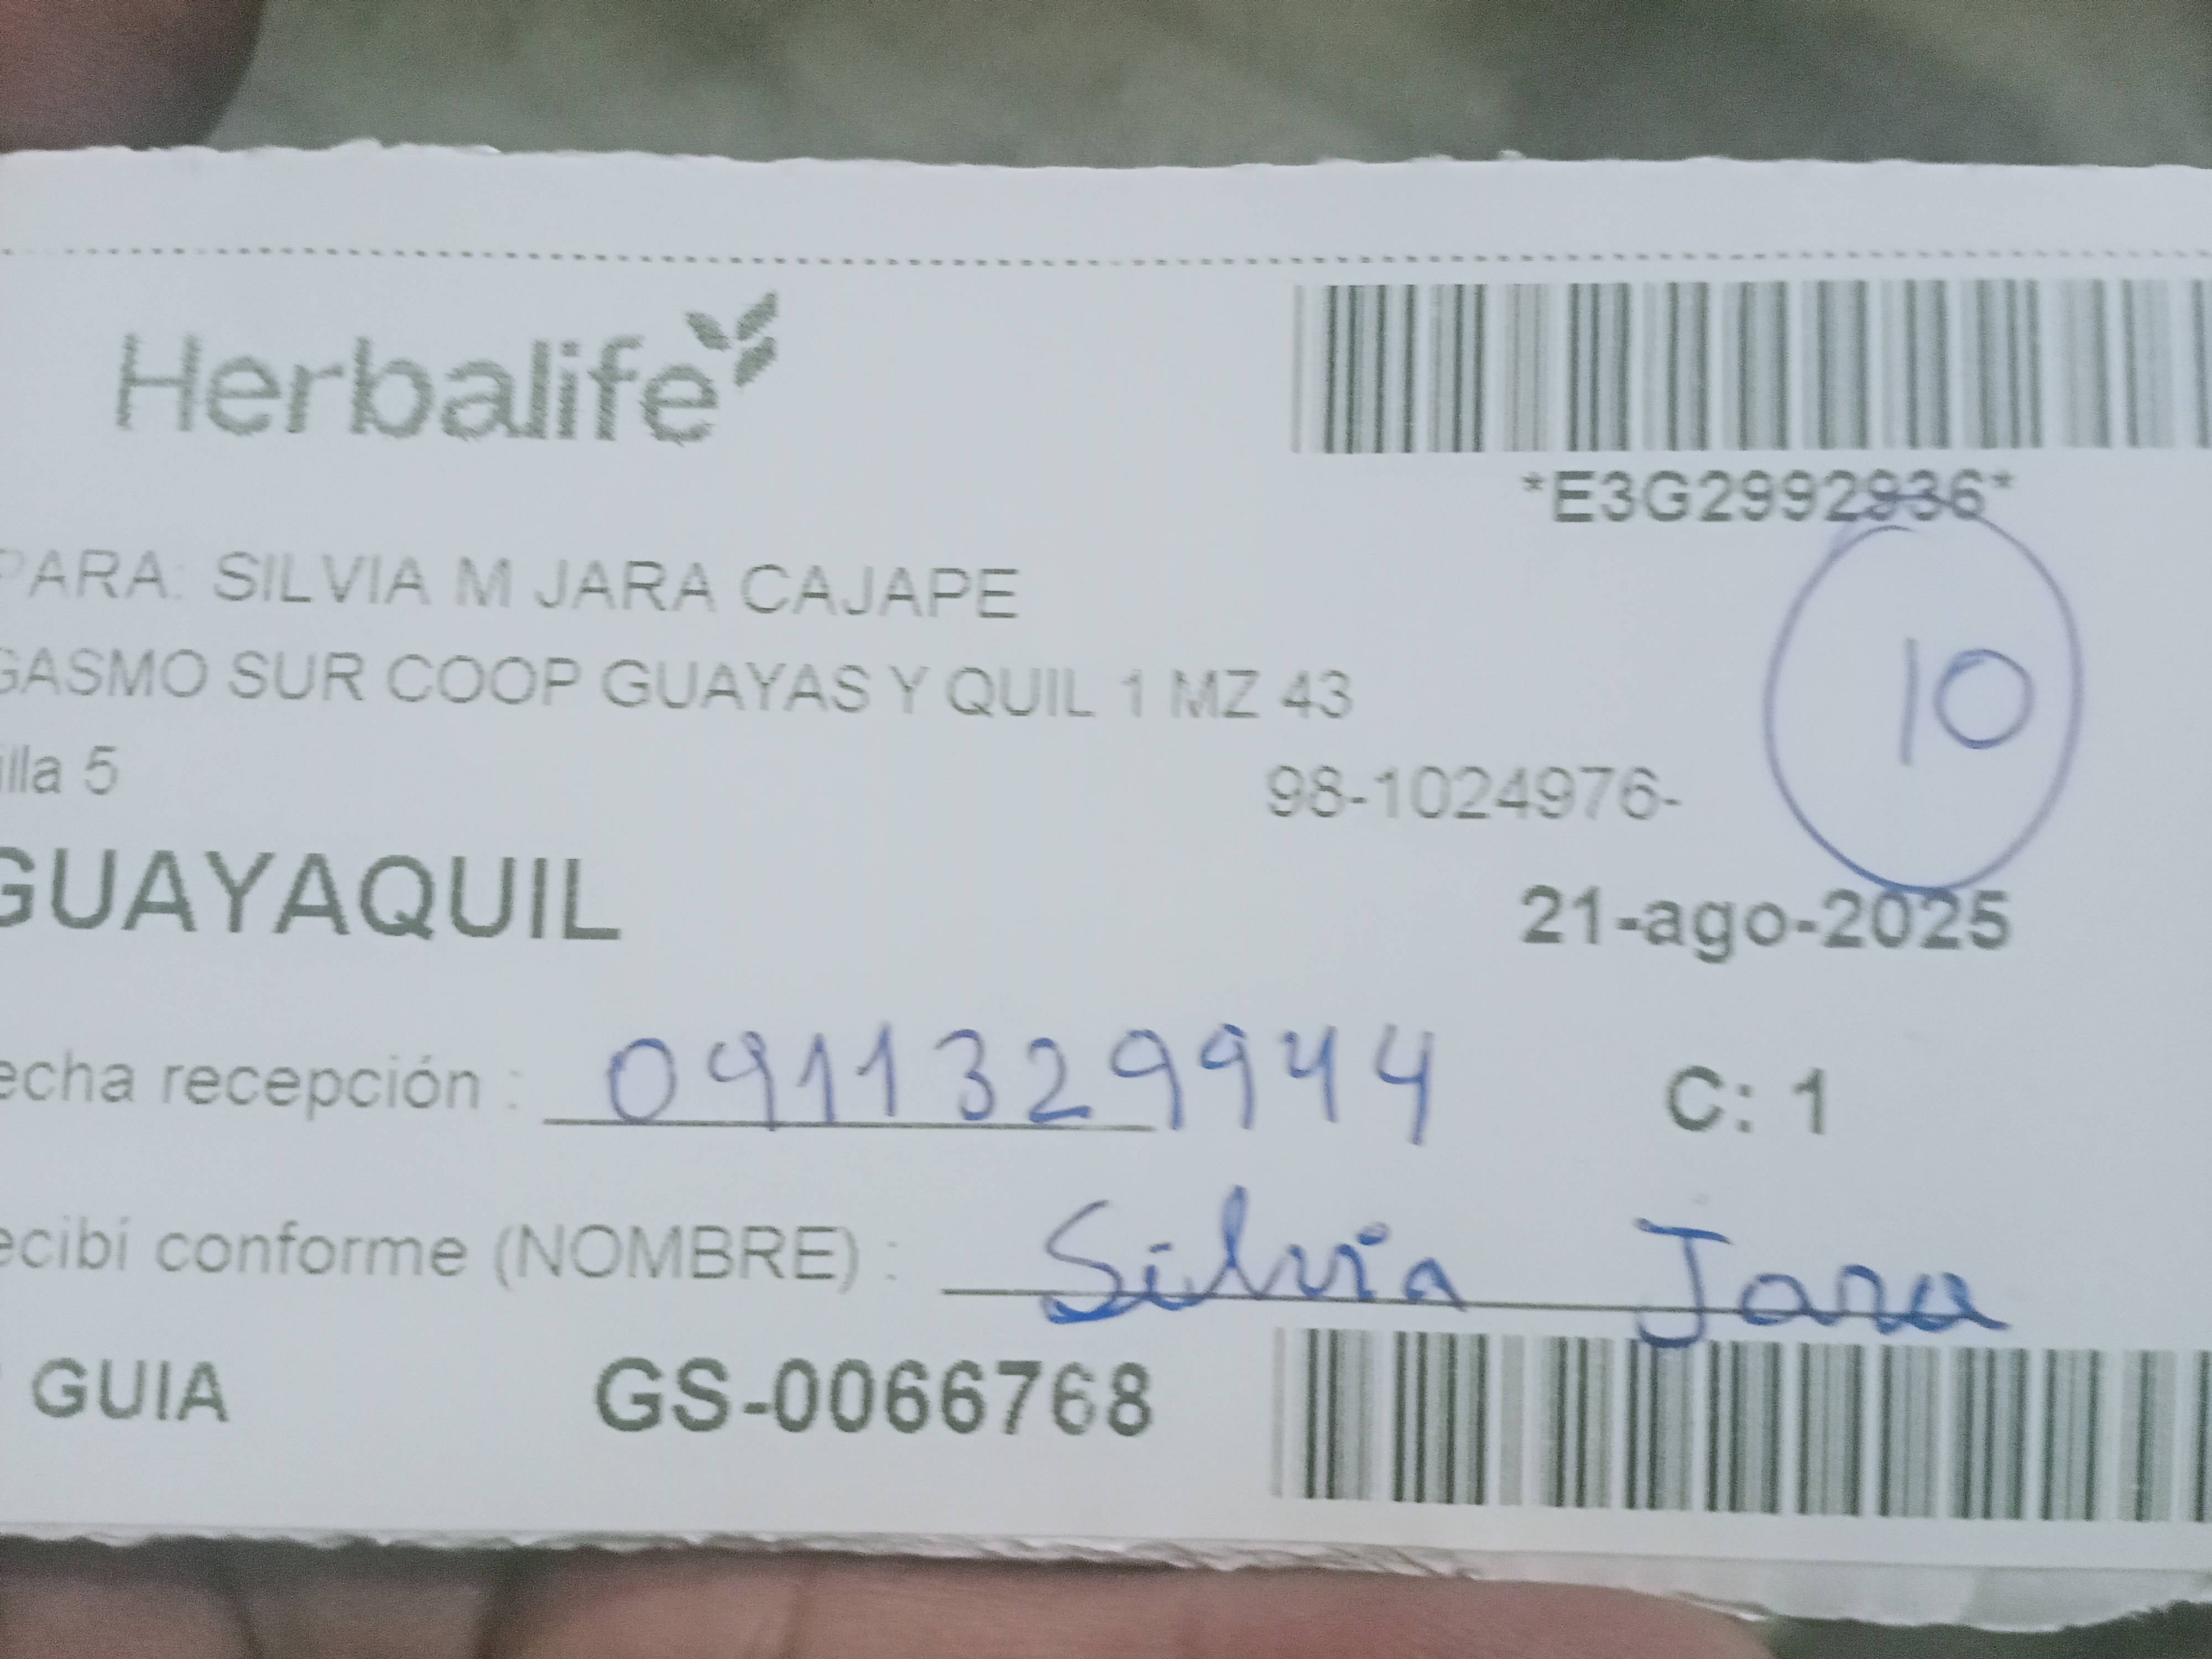 Herbalife
*E3G2992936*
PARA: SILVIA M JARA CAJAPE
GASMO SUR COOP GUAYAS Y QUIL 1 MZ 43
10
illa 5
98-1024976-
GUAYAQUIL
21-ago-2025
echa recepción : 0911329944
C: 1
ecibí conforme (NOMBRE) : Silvia Jara
GUIA GS-0066768